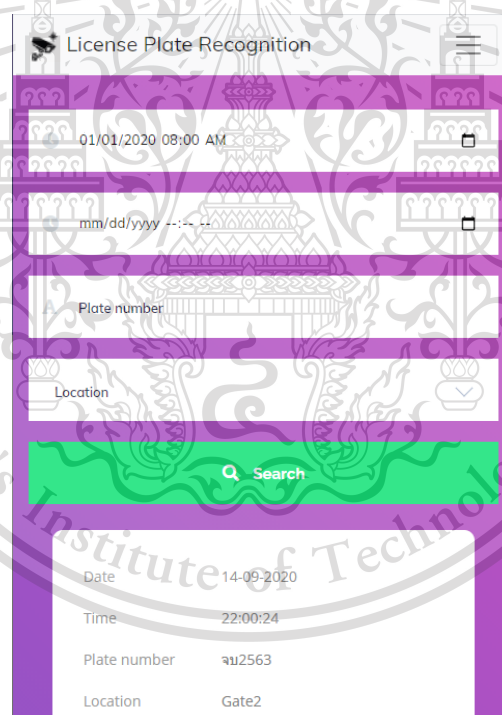 License Plate Recognition
01/01/2020 08:00 AM
mm/dd/yyyy --:-- --
Plate number
Location
Search
Institute of Technolo
Date 14-09-2020
Time 22:00:24
Plate number จบ2563
Location Gate2